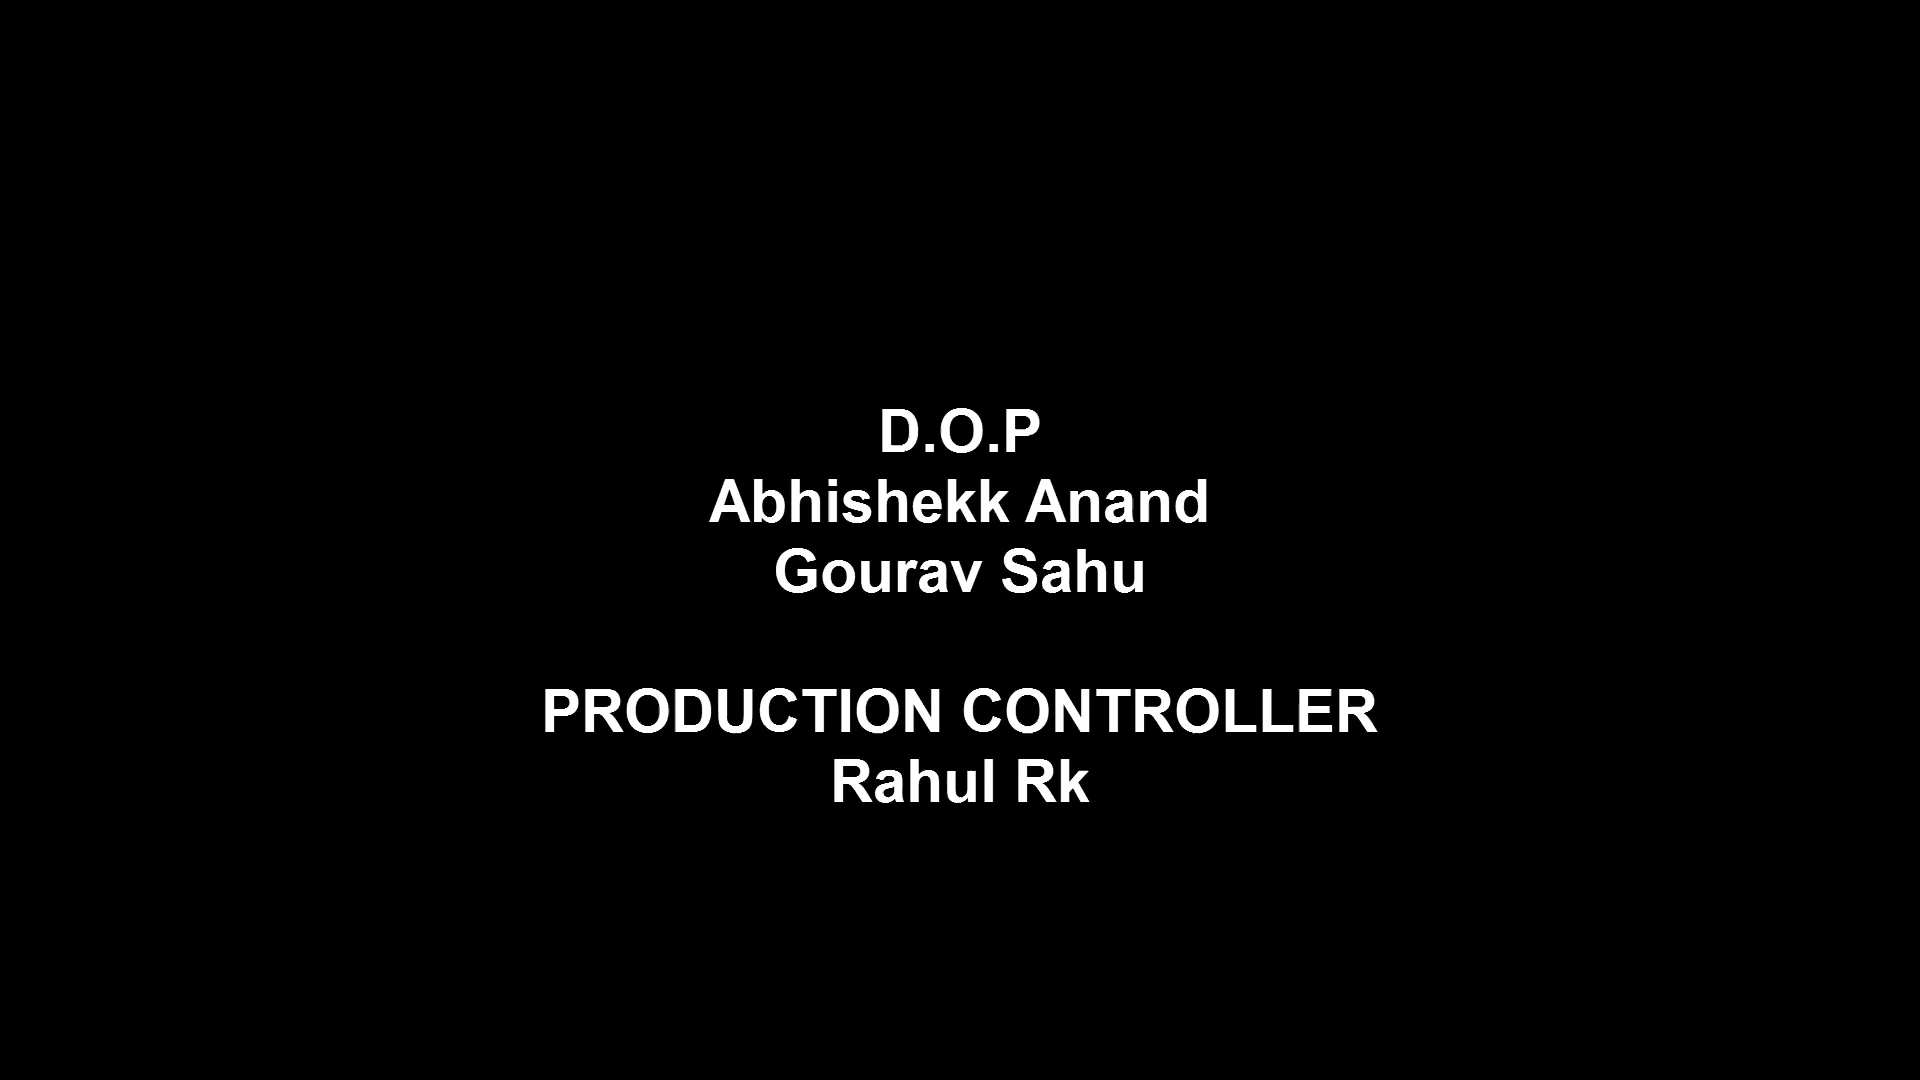 D.O.P
Abhishekk Anand
Gourav Sahu
PRODUCTION CONTROLLER
Rahul Rk